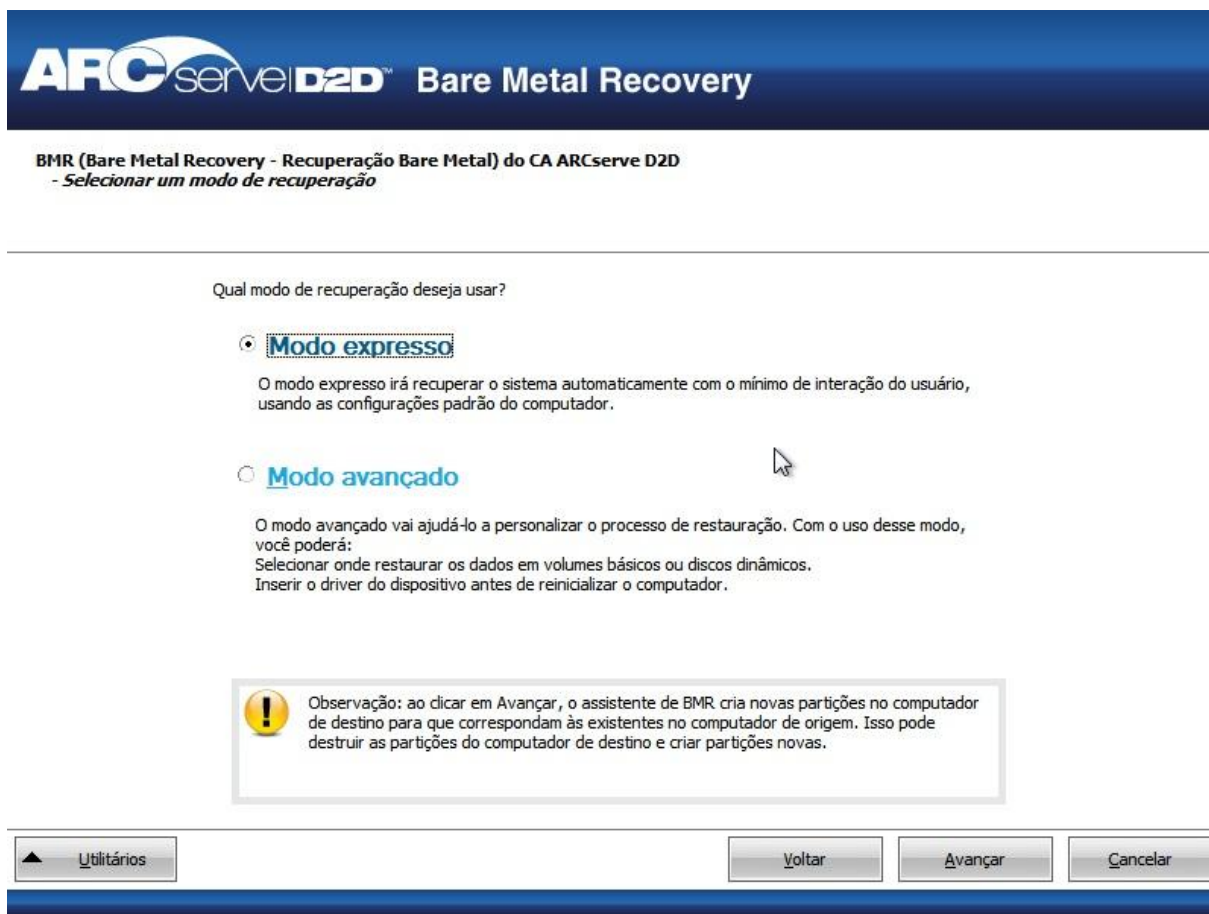 ARCserve D2D™ Bare Metal Recovery
BMR (Bare Metal Recovery - Recuperação Bare Metal) do CA ARCserve D2D
- Selecionar um modo de recuperação
Qual modo de recuperação deseja usar?
Modo expresso
O modo expresso irá recuperar o sistema automaticamente com o mínimo de interação do usuário,
usando as configurações padrão do computador.
Modo avançado
O modo avançado vai ajudá-lo a personalizar o processo de restauração. Com o uso desse modo,
você poderá:
Selecionar onde restaurar os dados em volumes básicos ou discos dinâmicos.
Inserir o driver do dispositivo antes de reinicializar o computador.
Observação: ao clicar em Avançar, o assistente de BMR cria novas partições no computador
de destino para que correspondam às existentes no computador de origem. Isso pode
destruir as partições do computador de destino e criar partições novas.
Utilitários
Voltar
Avançar
Cancelar